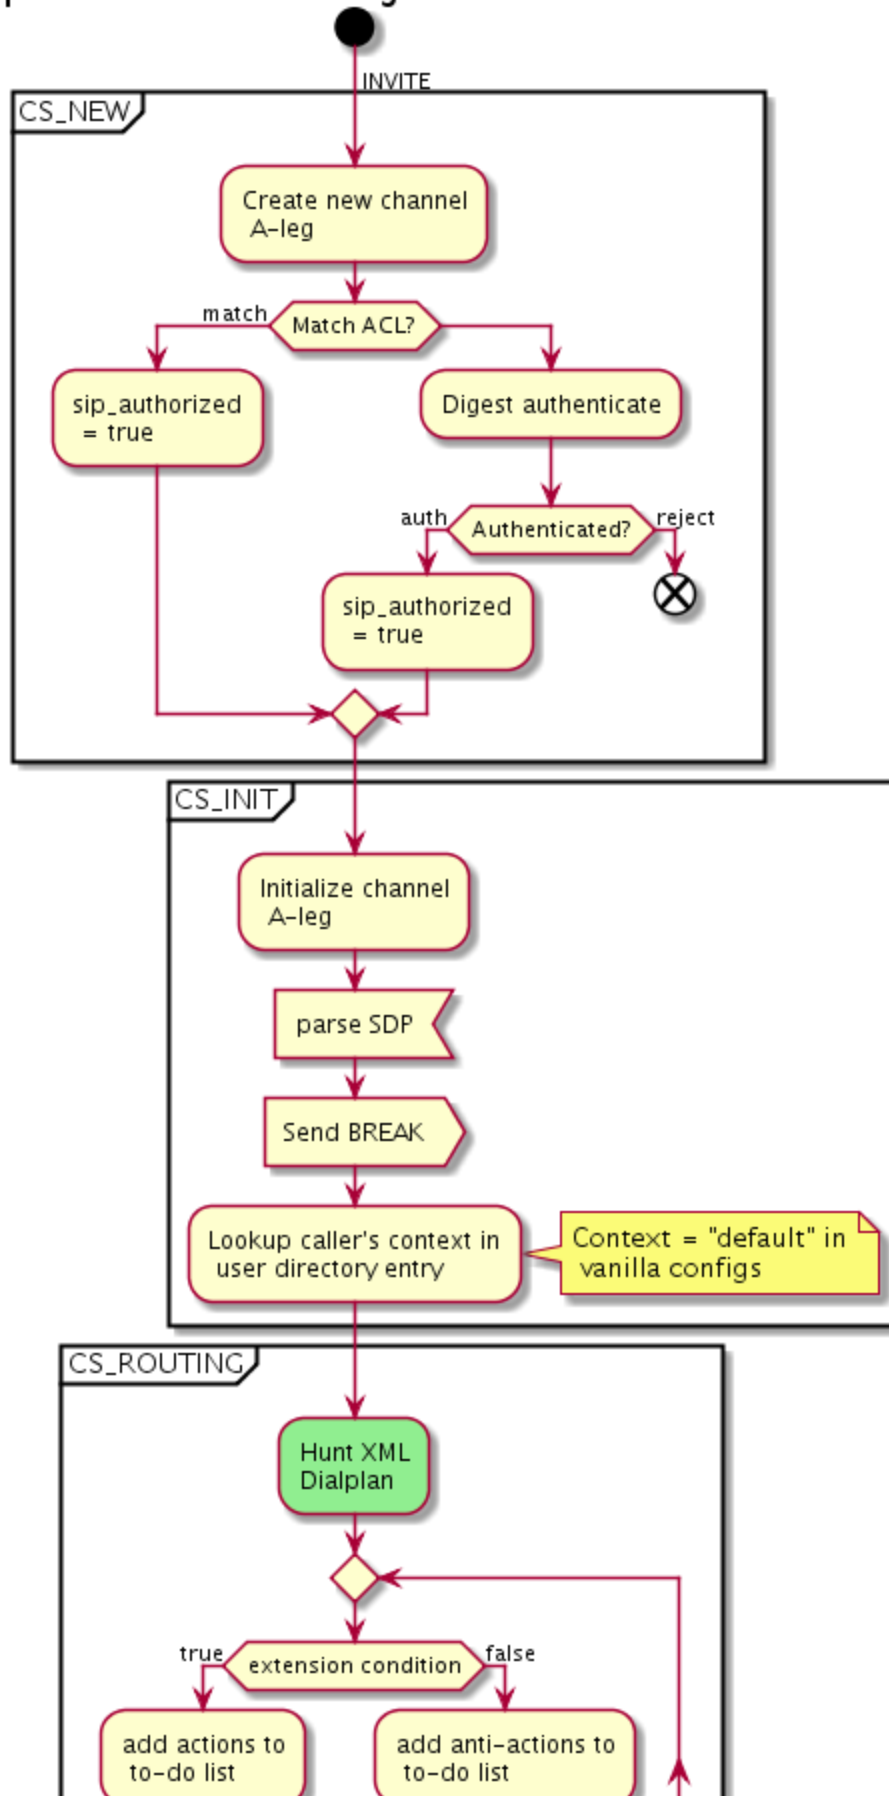 INVITE
CS_NEW
Create new channel
A-leg
match
Match ACL?
sip_authorized
= true
Digest authenticate
auth
Authenticated?
reject
sip_authorized
= true
CS_INIT
Initialize channel
A-leg
parse SDP
Send BREAK
Lookup caller's context in
user directory entry
Context = "default" in
vanilla configs
CS_ROUTING
Hunt XML
Dialplan
true
extension condition
false
add actions to
to-do list
add anti-actions to
to-do list